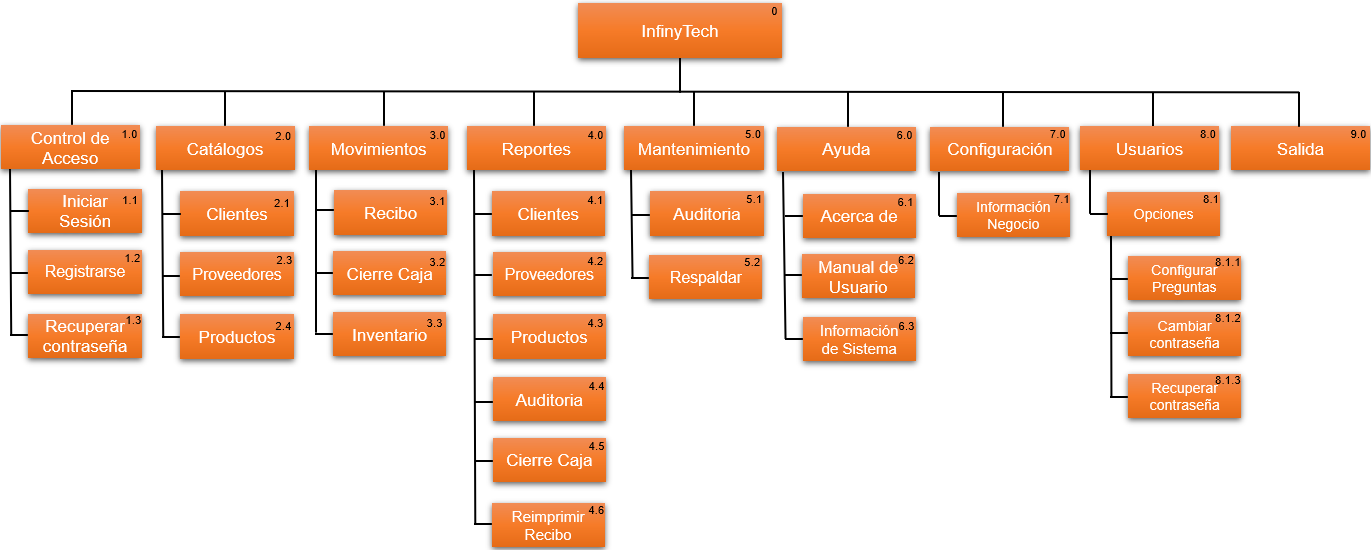 0
InfinyTech
1.0
Control de
Acceso
1.1
Iniciar
Sesión
1.2
Registrarse
1.3
Recuperar
contraseña
2.0
Catálogos
2.1
Clientes
2.3
Proveedores
2.4
Productos
3.0
Movimientos
3.1
Recibo
3.2
Cierre Caja
3.3
Inventario
4.0
Reportes
4.1
Clientes
4.2
Proveedores
4.3
Productos
4.4
Auditoria
4.5
Cierre Caja
4.6
Reimprimir
Recibo
5.0
Mantenimiento
5.1
Auditoria
5.2
Respaldar
6.0
Ayuda
6.1
Acerca de
6.2
Manual de
Usuario
6.3
Información
de Sistema
7.0
Configuración
7.1
Información
Negocio
8.0
Usuarios
8.1
Opciones
8.1.1
Configurar
Preguntas
8.1.2
Cambiar
contraseña
8.1.3
Recuperar
contraseña
9.0
Salida